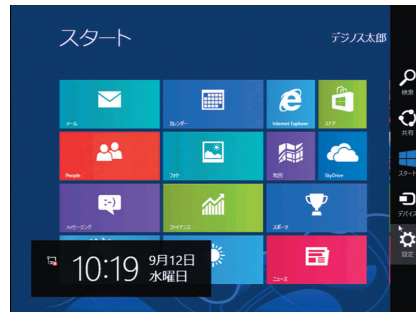 スタート
デジノス太郎
検索
共有
スタート
デバイス
設定
メール
カレンダー
Internet Explorer
ストア
People
フォト
地図
SkyDrive
メッセージング
ファイナンス
スポーツ
ニュース
10:19
9月12日
水曜日